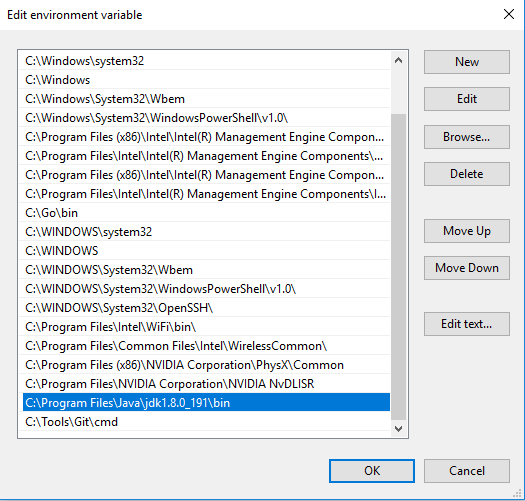 Edit environment variable
C:\Windows\system32
C:\Windows
C:\Windows\System32\Wbem
C:\Windows\System32\WindowsPowerShell\v1.0\
C:\Program Files (x86)\Intel\Intel(R) Management Engine Compon...
C:\Program Files\Intel\Intel(R) Management Engine Components\...
C:\Program Files (x86)\Intel\Intel(R) Management Engine Compon...
C:\Program Files\Intel\Intel(R) Management Engine Components\I...
C:\Go\bin
C:\WINDOWS\system32
C:\WINDOWS
C:\WINDOWS\System32\Wbem
C:\WINDOWS\System32\WindowsPowerShell\v1.0\
C:\WINDOWS\System32\OpenSSH\
C:\Program Files\Intel\WiFi\bin\
C:\Program Files\Common Files\Intel\WirelessCommon\
C:\Program Files (x86)\NVIDIA Corporation\PhysX\Common
C:\Program Files\NVIDIA Corporation\NVIDIA NvDLISR
C:\Program Files\Java\jdk1.8.0_191\bin
C:\Tools\Git\cmd
New
Edit
Browse...
Delete
Move Up
Move Down
Edit text...
OK
Cancel